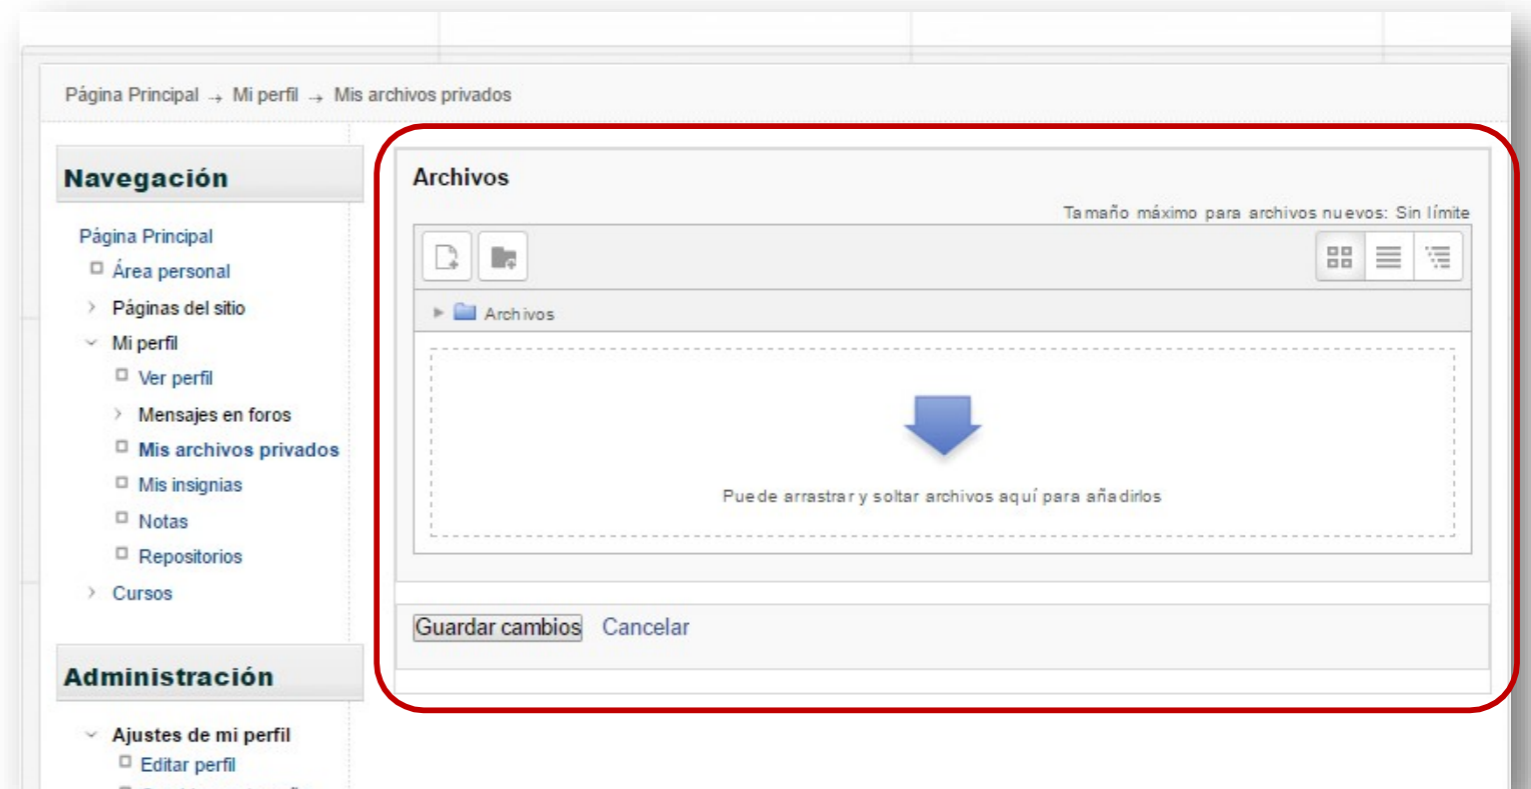 Página Principal → Mi perfil → Mis archivos privados
Navegación
Página Principal
Área personal
Páginas del sitio
Mi perfil
Ver perfil
Mensajes en foros
Mis archivos privados
Mis insignias
Notas
Repositorios
Cursos
Administración
Ajustes de mi perfil
Editar perfil
Archivos
Tamaño máximo para archivos nuevos: Sin límite
Archivos
Puede arrastrar y soltar archivos aquí para añadirlos
Guardar cambios Cancelar